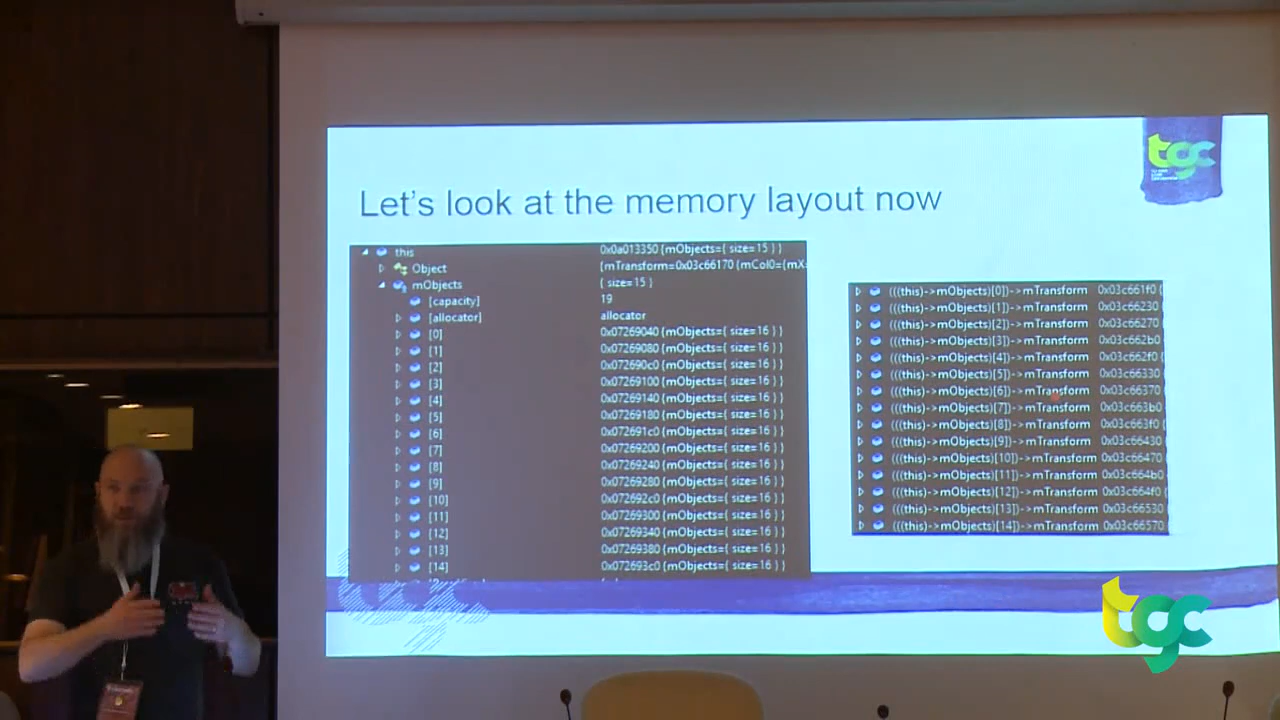 tgc
Let's look at the memory layout now
this 0x0a013350 {mObjects={ size=15 } }
Object {mTransform=0x03c66170 {mCol0={mX=
mObjects { size=15 }
[capacity] 19
[allocator] allocator
[0] 0x07269040 {mObjects={ size=16 } }
[1] 0x07269080 {mObjects={ size=16 } }
[2] 0x072690c0 {mObjects={ size=16 } }
[3] 0x07269100 {mObjects={ size=16 } }
[4] 0x07269140 {mObjects={ size=16 } }
[5] 0x07269180 {mObjects={ size=16 } }
[6] 0x072691c0 {mObjects={ size=16 } }
[7] 0x07269200 {mObjects={ size=16 } }
[8] 0x07269240 {mObjects={ size=16 } }
[9] 0x07269280 {mObjects={ size=16 } }
[10] 0x072692c0 {mObjects={ size=16 } }
[11] 0x07269300 {mObjects={ size=16 } }
[12] 0x07269340 {mObjects={ size=16 } }
[13] 0x07269380 {mObjects={ size=16 } }
[14] 0x072693c0 {mObjects={ size=16 } }
(((this)->mObjects)[0])->mTransform 0x03c661f0 {
(((this)->mObjects)[1])->mTransform 0x03c66230
(((this)->mObjects)[2])->mTransform 0x03c66270
(((this)->mObjects)[3])->mTransform 0x03c662b0
(((this)->mObjects)[4])->mTransform 0x03c662f0
(((this)->mObjects)[5])->mTransform 0x03c66330
(((this)->mObjects)[6])->mTransform 0x03c66370
(((this)->mObjects)[7])->mTransform 0x03c663b0
(((this)->mObjects)[8])->mTransform 0x03c663f0
(((this)->mObjects)[9])->mTransform 0x03c66430
(((this)->mObjects)[10])->mTransform 0x03c66470
(((this)->mObjects)[11])->mTransform 0x03c664b0
(((this)->mObjects)[12])->mTransform 0x03c664f0
(((this)->mObjects)[13])->mTransform 0x03c66530
(((this)->mObjects)[14])->mTransform 0x03c66570
tgc